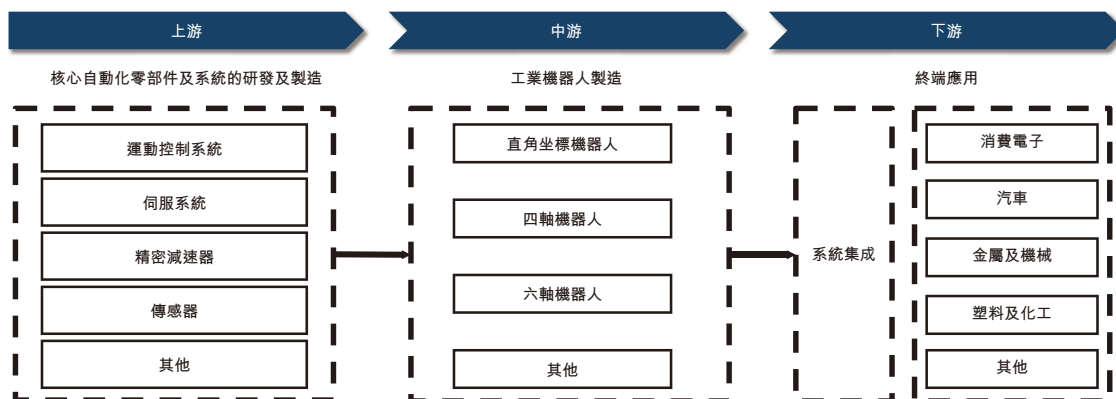 上游
中游
下游
核心自動化零部件及系統的研發及製造
工業機器人製造
終端應用
運動控制系統
伺服系統
精密減速器
傳感器
其他
直角坐標機器人
四軸機器人
六軸機器人
其他
系統集成
消費電子
汽車
金屬及機械
塑料及化工
其他